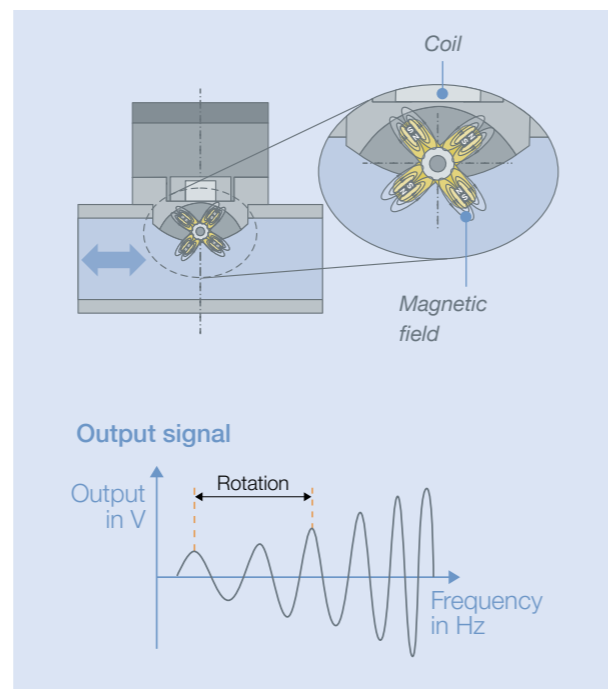 Coil
Magnetic
field
Output signal
Output
in V
Rotation
Frequency
in Hz